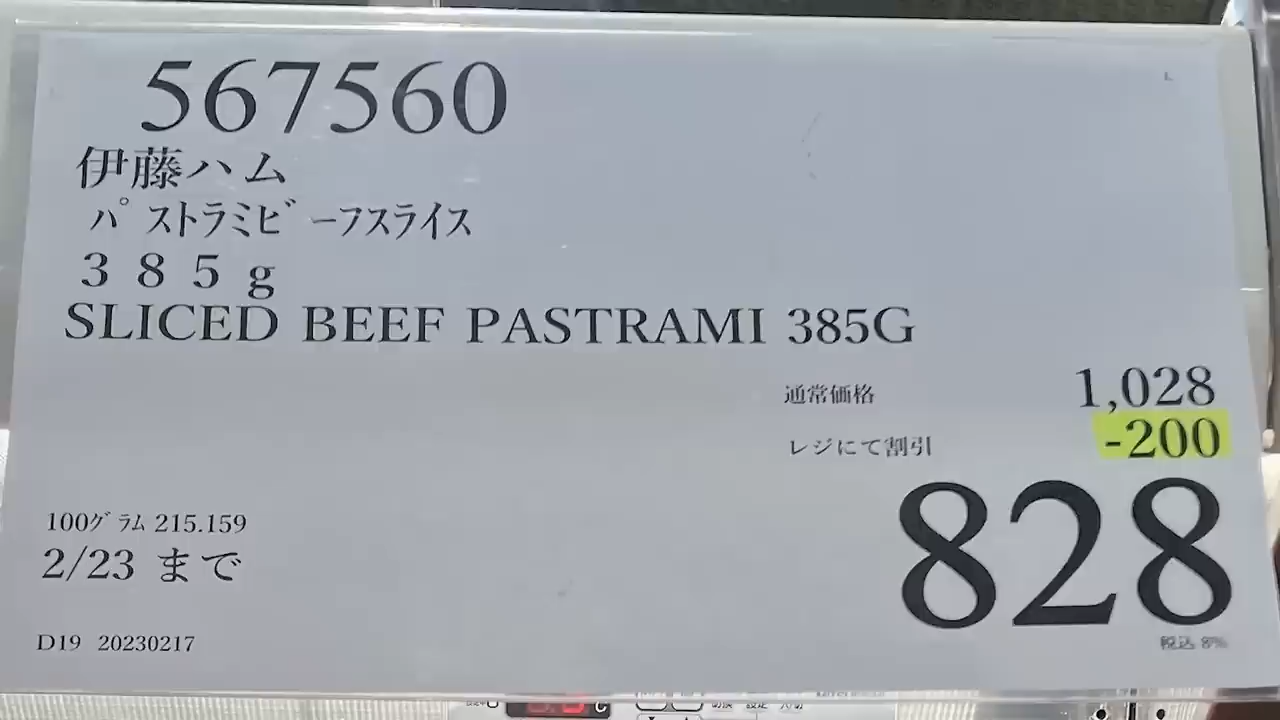 567560
伊藤ハム
パストラミビーフスライス
385g
SLICED BEEF PASTRAMI 385G
通常価格 1,028
レジにて割引 -200
828
税込 8%
100グラム 215.159
2/23 まで
D19 20230217
L